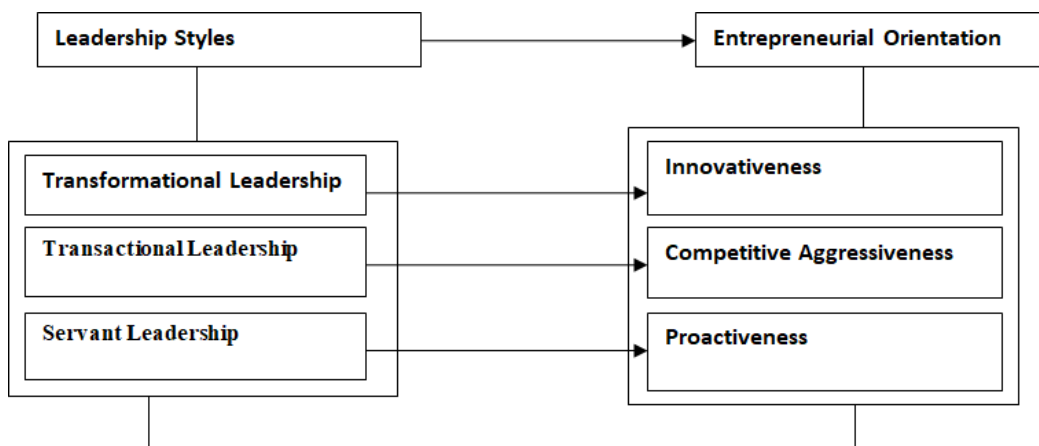 Leadership Styles
Entrepreneurial Orientation
Transformational Leadership
Innovativeness
Transactional Leadership
Competitive Aggressiveness
Servant Leadership
Proactiveness